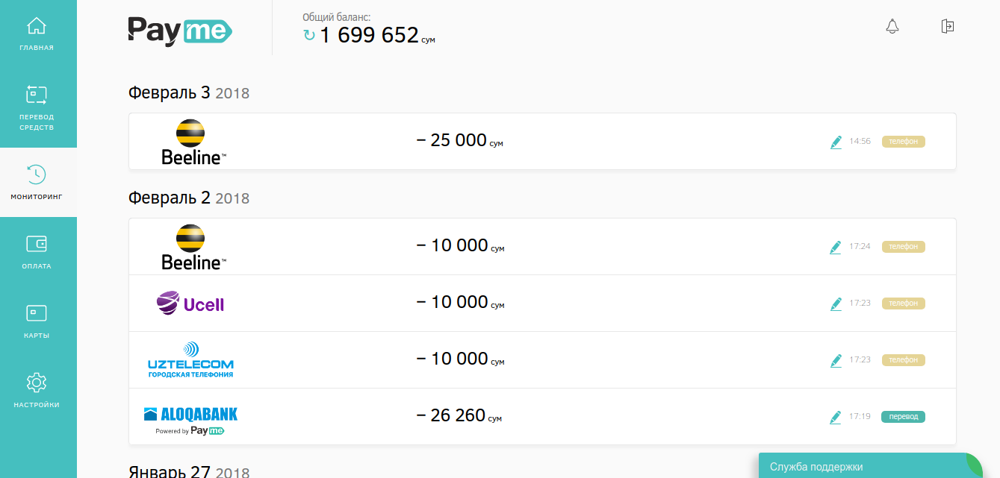 ГЛАВНАЯ
ПЕРЕВОД
СРЕДСТВ
МОНИТОРИНГ
ОПЛАТА
КАРТЫ
НАСТРОЙКИ
Payme
Общий баланс:
1 699 652 сум
Февраль 3 2018
Beeline™
− 25 000 сум
14:56
телефон
Февраль 2 2018
Beeline™
− 10 000 сум
17:24
телефон
Ucell
− 10 000 сум
17:23
телефон
UZTELECOM
ГОРОДСКАЯ ТЕЛЕФОНИЯ
− 10 000 сум
17:23
телефон
ALOQABANK
Powered by Payme
− 26 260 сум
17:19
перевод
Январь 27 2018
Служба поддержки